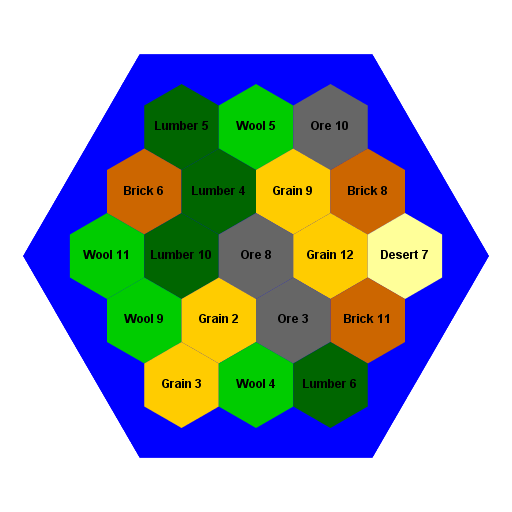 Lumber 5 Wool 5 Ore 10
Brick 6 Lumber 4 Grain 9 Brick 8
Wool 11 Lumber 10 Ore 8 Grain 12 Desert 7
Wool 9 Grain 2 Ore 3 Brick 11
Grain 3 Wool 4 Lumber 6